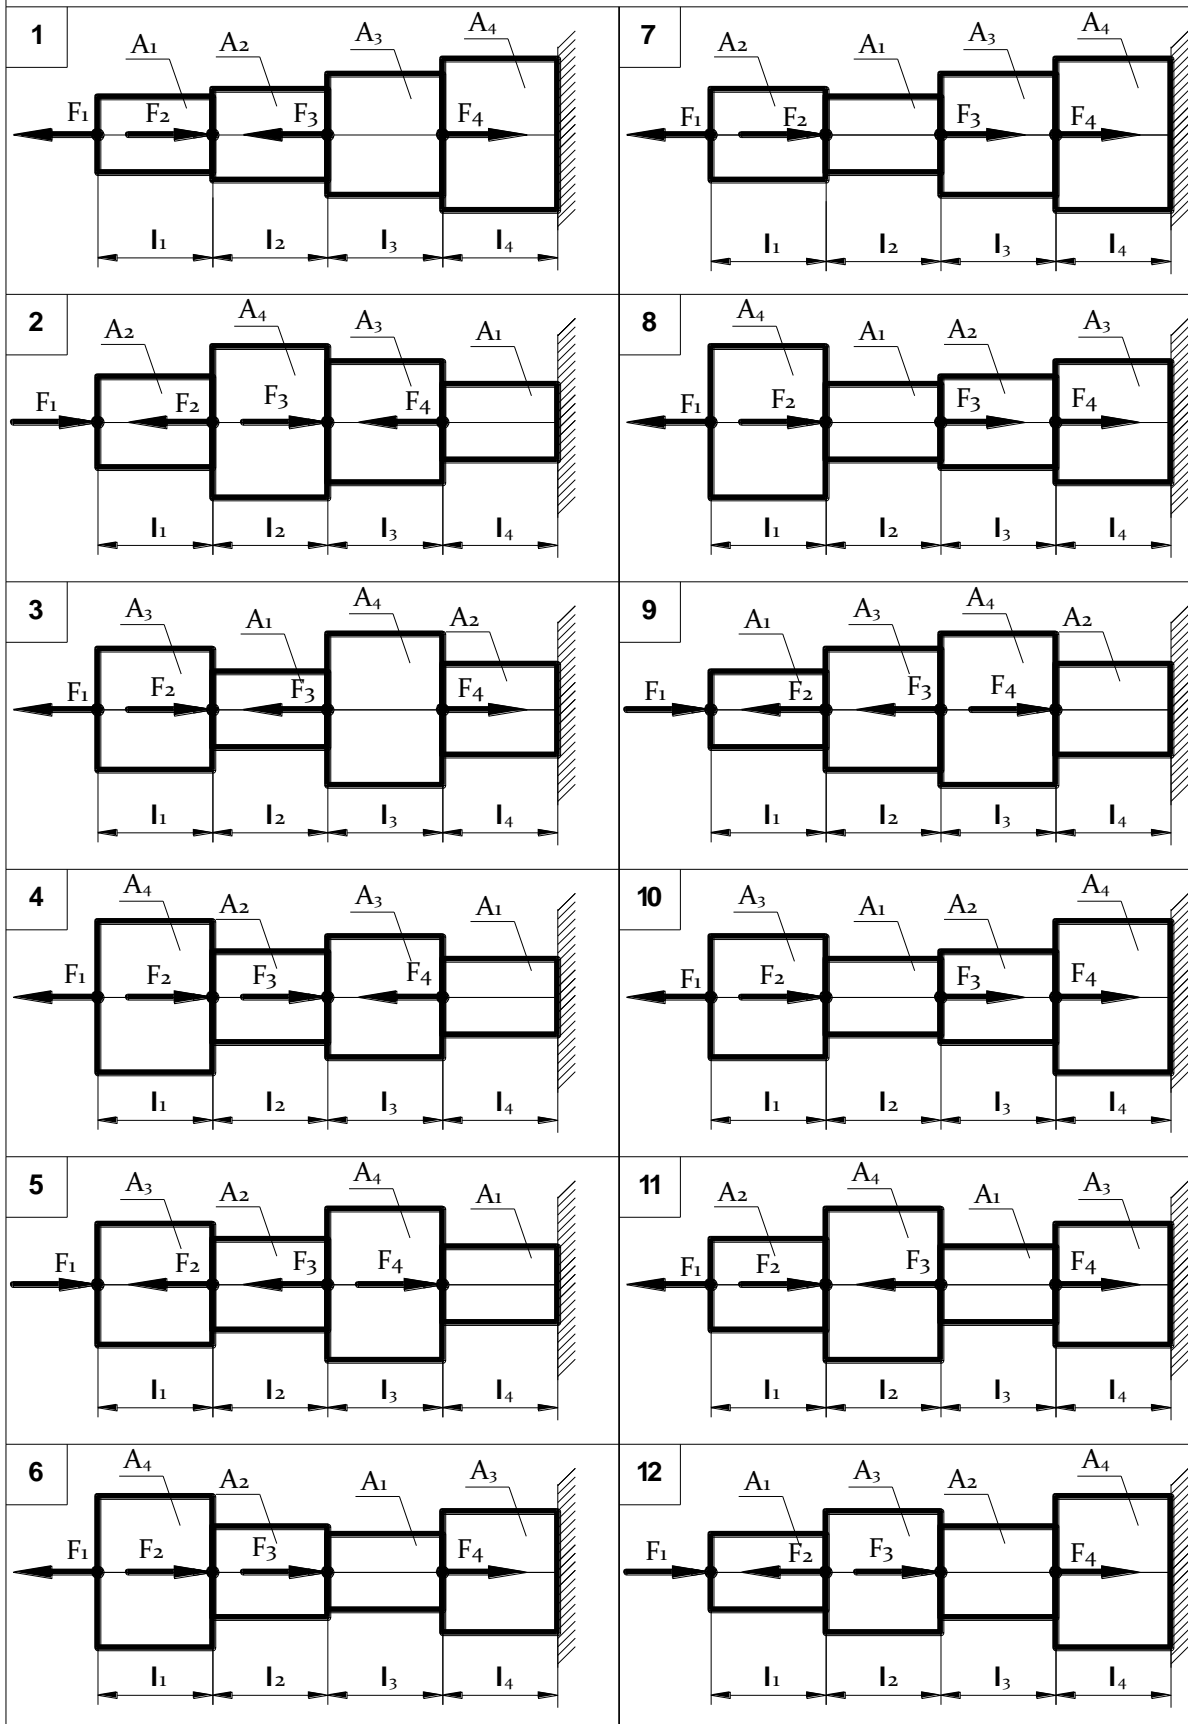 1
A₁ A₂ A₃ A₄
F₁ F₂ F₃ F₄
l₁ l₂ l₃ l₄
7
A₂ A₁ A₃ A₄
F₁ F₂ F₃ F₄
l₁ l₂ l₃ l₄
2
A₂ A₄ A₃ A₁
F₁ F₂ F₃ F₄
l₁ l₂ l₃ l₄
8
A₄ A₁ A₂ A₃
F₁ F₂ F₃ F₄
l₁ l₂ l₃ l₄
3
A₃ A₁ A₄ A₂
F₁ F₂ F₃ F₄
l₁ l₂ l₃ l₄
9
A₁ A₃ A₄ A₂
F₁ F₂ F₃ F₄
l₁ l₂ l₃ l₄
4
A₄ A₂ A₃ A₁
F₁ F₂ F₃ F₄
l₁ l₂ l₃ l₄
10
A₃ A₁ A₂ A₄
F₁ F₂ F₃ F₄
l₁ l₂ l₃ l₄
5
A₃ A₂ A₄ A₁
F₁ F₂ F₃ F₄
l₁ l₂ l₃ l₄
11
A₂ A₄ A₁ A₃
F₁ F₂ F₃ F₄
l₁ l₂ l₃ l₄
6
A₄ A₂ A₁ A₃
F₁ F₂ F₃ F₄
l₁ l₂ l₃ l₄
12
A₁ A₃ A₂ A₄
F₁ F₂ F₃ F₄
l₁ l₂ l₃ l₄